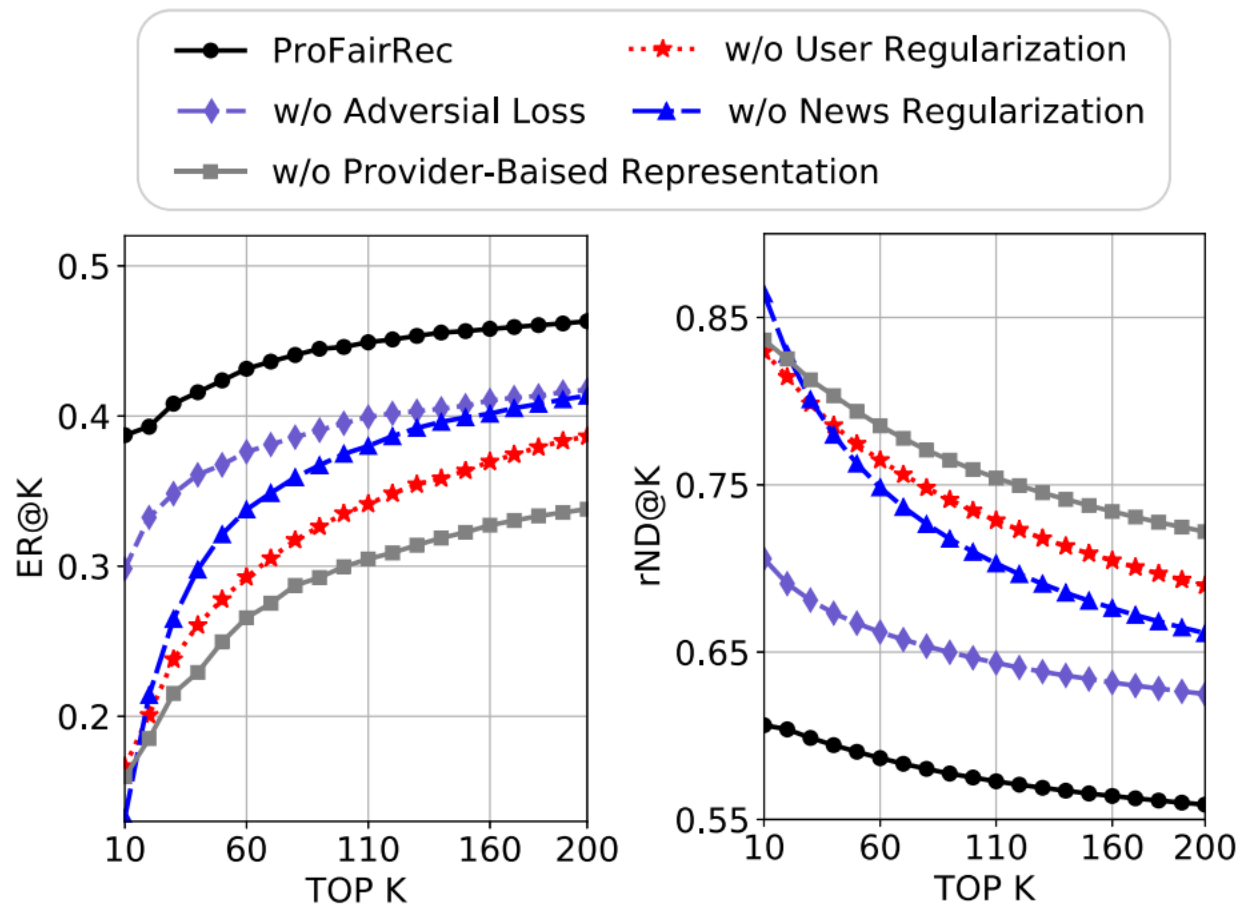 ProFairRec
w/o User Regularization
w/o Adversial Loss
w/o News Regularization
w/o Provider-Baised Representation
0.5
0.4
0.3
0.2
ER@K
10 60 110 160 200
TOP K
0.85
0.75
0.65
0.55
rND@K
10 60 110 160 200
TOP K